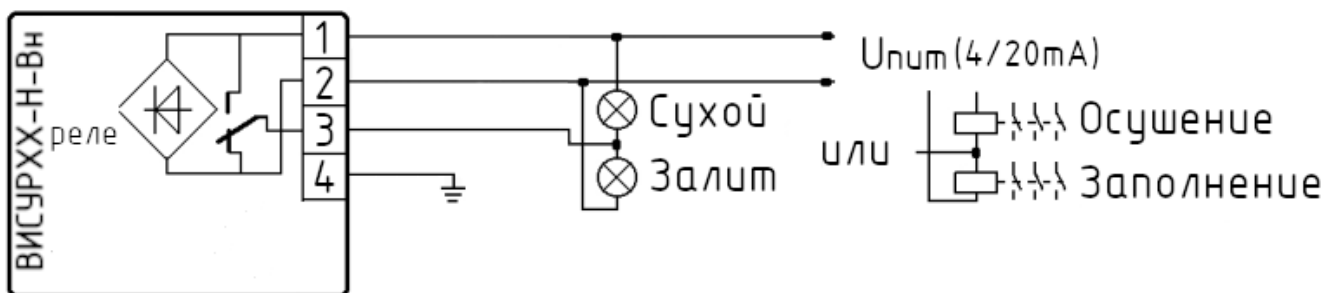 ВИСУРХХ-Н-Вн
реле
1
2
3
4
Сухой
Залит
Uпит (4/20mA)
или
Осушение
Заполнение